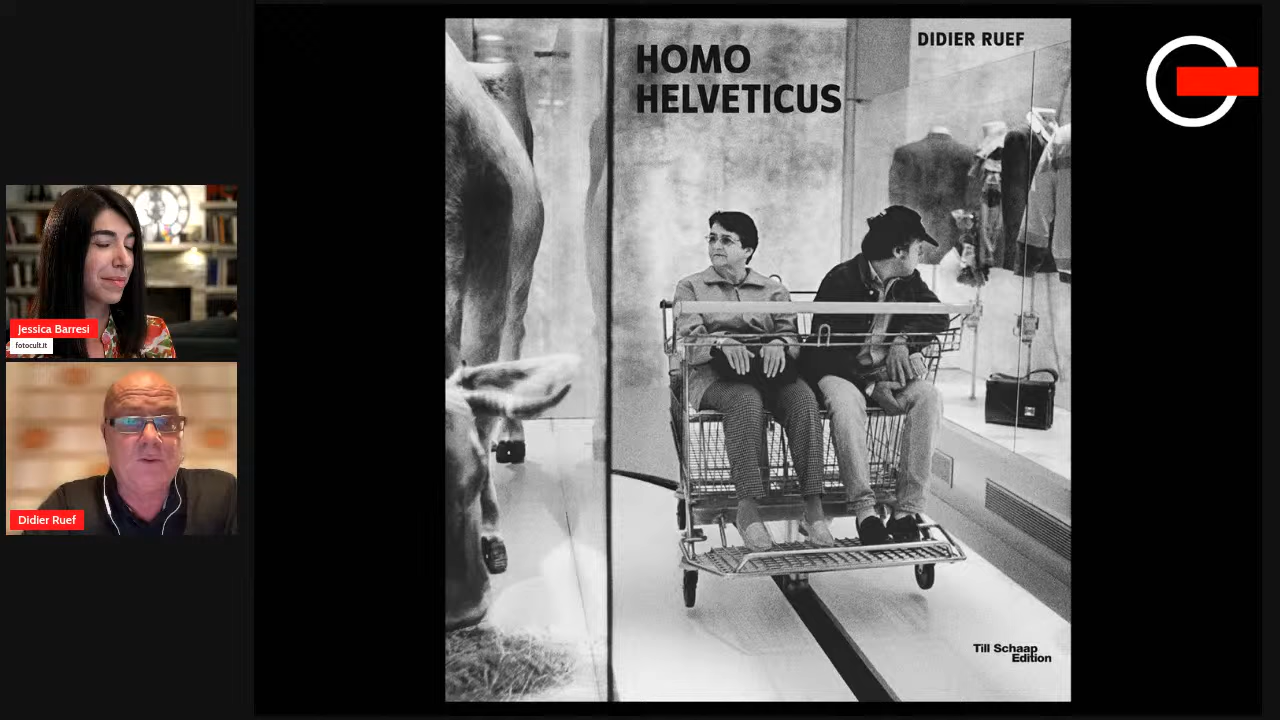 HOMO
HELVETICUS
DIDIER RUEF
Jessica Barresi
fotocult.it
Didier Ruef
Till Schaap
Edition